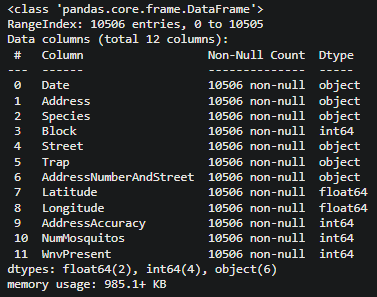 <class 'pandas.core.frame.DataFrame'>
RangeIndex: 10506 entries, 0 to 10505
Data columns (total 12 columns):
 #   Column                  Non-Null Count  Dtype
---  ------                  --------------  -----
 0   Date                    10506 non-null  object
 1   Address                 10506 non-null  object
 2   Species                 10506 non-null  object
 3   Block                   10506 non-null  int64
 4   Street                  10506 non-null  object
 5   Trap                    10506 non-null  object
 6   AddressNumberAndStreet  10506 non-null  object
 7   Latitude                10506 non-null  float64
 8   Longitude               10506 non-null  float64
 9   AddressAccuracy         10506 non-null  int64
 10  NumMosquitos            10506 non-null  int64
 11  WnvPresent              10506 non-null  int64
dtypes: float64(2), int64(4), object(6)
memory usage: 985.1+ KB